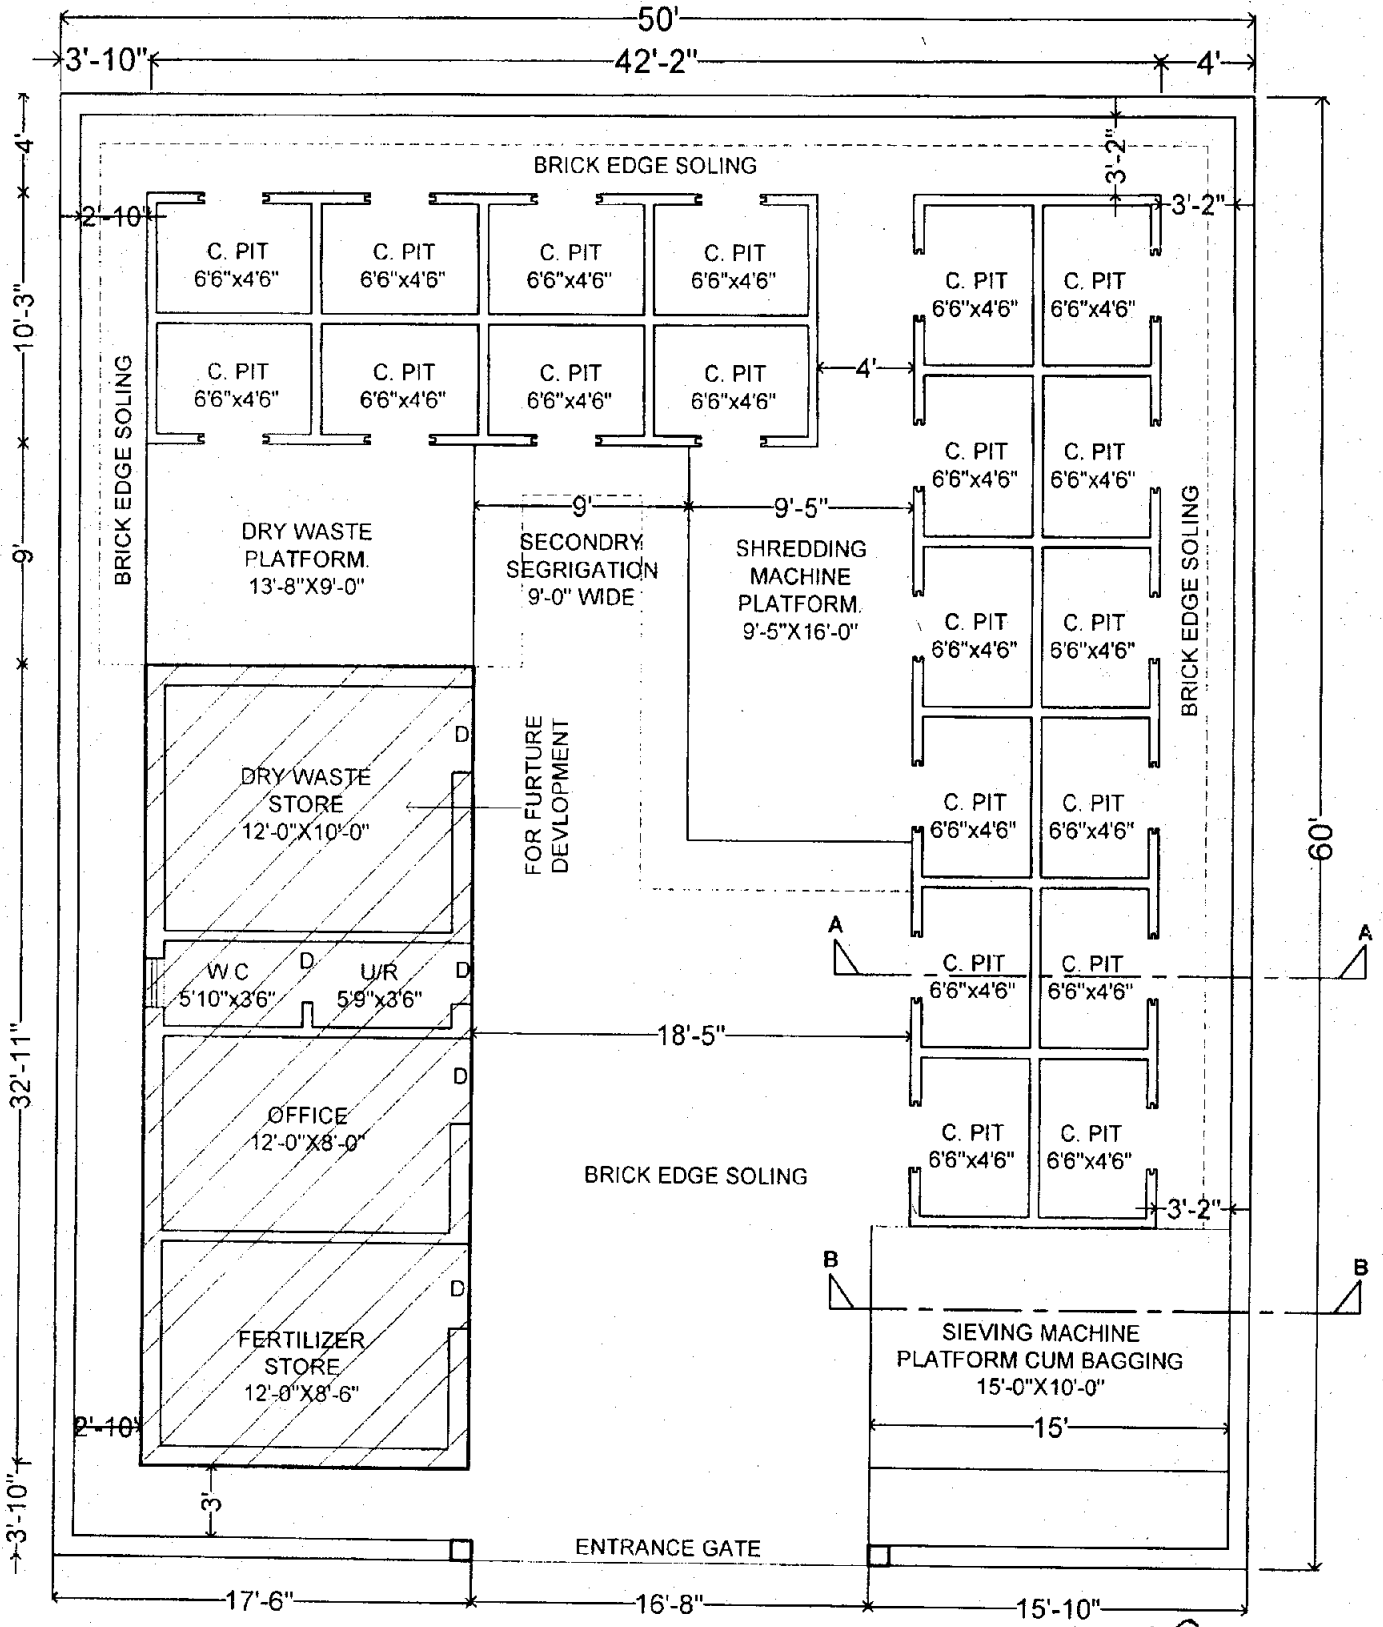 50'
3'-10"
42'-2"
4'
4'
3'-2"
BRICK EDGE SOLING
2'-10"
3'-2"
C. PIT
6'6"x4'6"
C. PIT
6'6"x4'6"
C. PIT
6'6"x4'6"
C. PIT
6'6"x4'6"
C. PIT
6'6"x4'6"
C. PIT
6'6"x4'6"
10'-3"
C. PIT
6'6"x4'6"
C. PIT
6'6"x4'6"
C. PIT
6'6"x4'6"
C. PIT
6'6"x4'6"
4'
BRICK EDGE SOLING
C. PIT
6'6"x4'6"
C. PIT
6'6"x4'6"
9'
9'-5"
9'
DRY WASTE
PLATFORM.
13'-8"X9'-0"
SECONDRY
SEGRIGATION
9'-0" WIDE
SHREDDING
MACHINE
PLATFORM.
9'-5"X16'-0"
BRICK EDGE SOLING
C. PIT
6'6"x4'6"
C. PIT
6'6"x4'6"
D
DRY WASTE
STORE
12'-0"X10'-0"
FOR FURTURE
DEVLOPMENT
C. PIT
6'6"x4'6"
C. PIT
6'6"x4'6"
60'
A
A
W.C
5'10"x3'6"
D
U/R
5'9"x3'6"
D
C. PIT
6'6"x4'6"
C. PIT
6'6"x4'6"
18'-5"
32'-11"
D
OFFICE
12'-0"X8'-0"
BRICK EDGE SOLING
C. PIT
6'6"x4'6"
C. PIT
6'6"x4'6"
3'-2"
B
B
D
FERTILIZER
STORE
12'-0"X8'-6"
SIEVING MACHINE
PLATFORM CUM BAGGING
15'-0"X10'-0"
2'-10"
15'
3'-10"
3'
ENTRANCE GATE
17'-6"
16'-8"
15'-10"